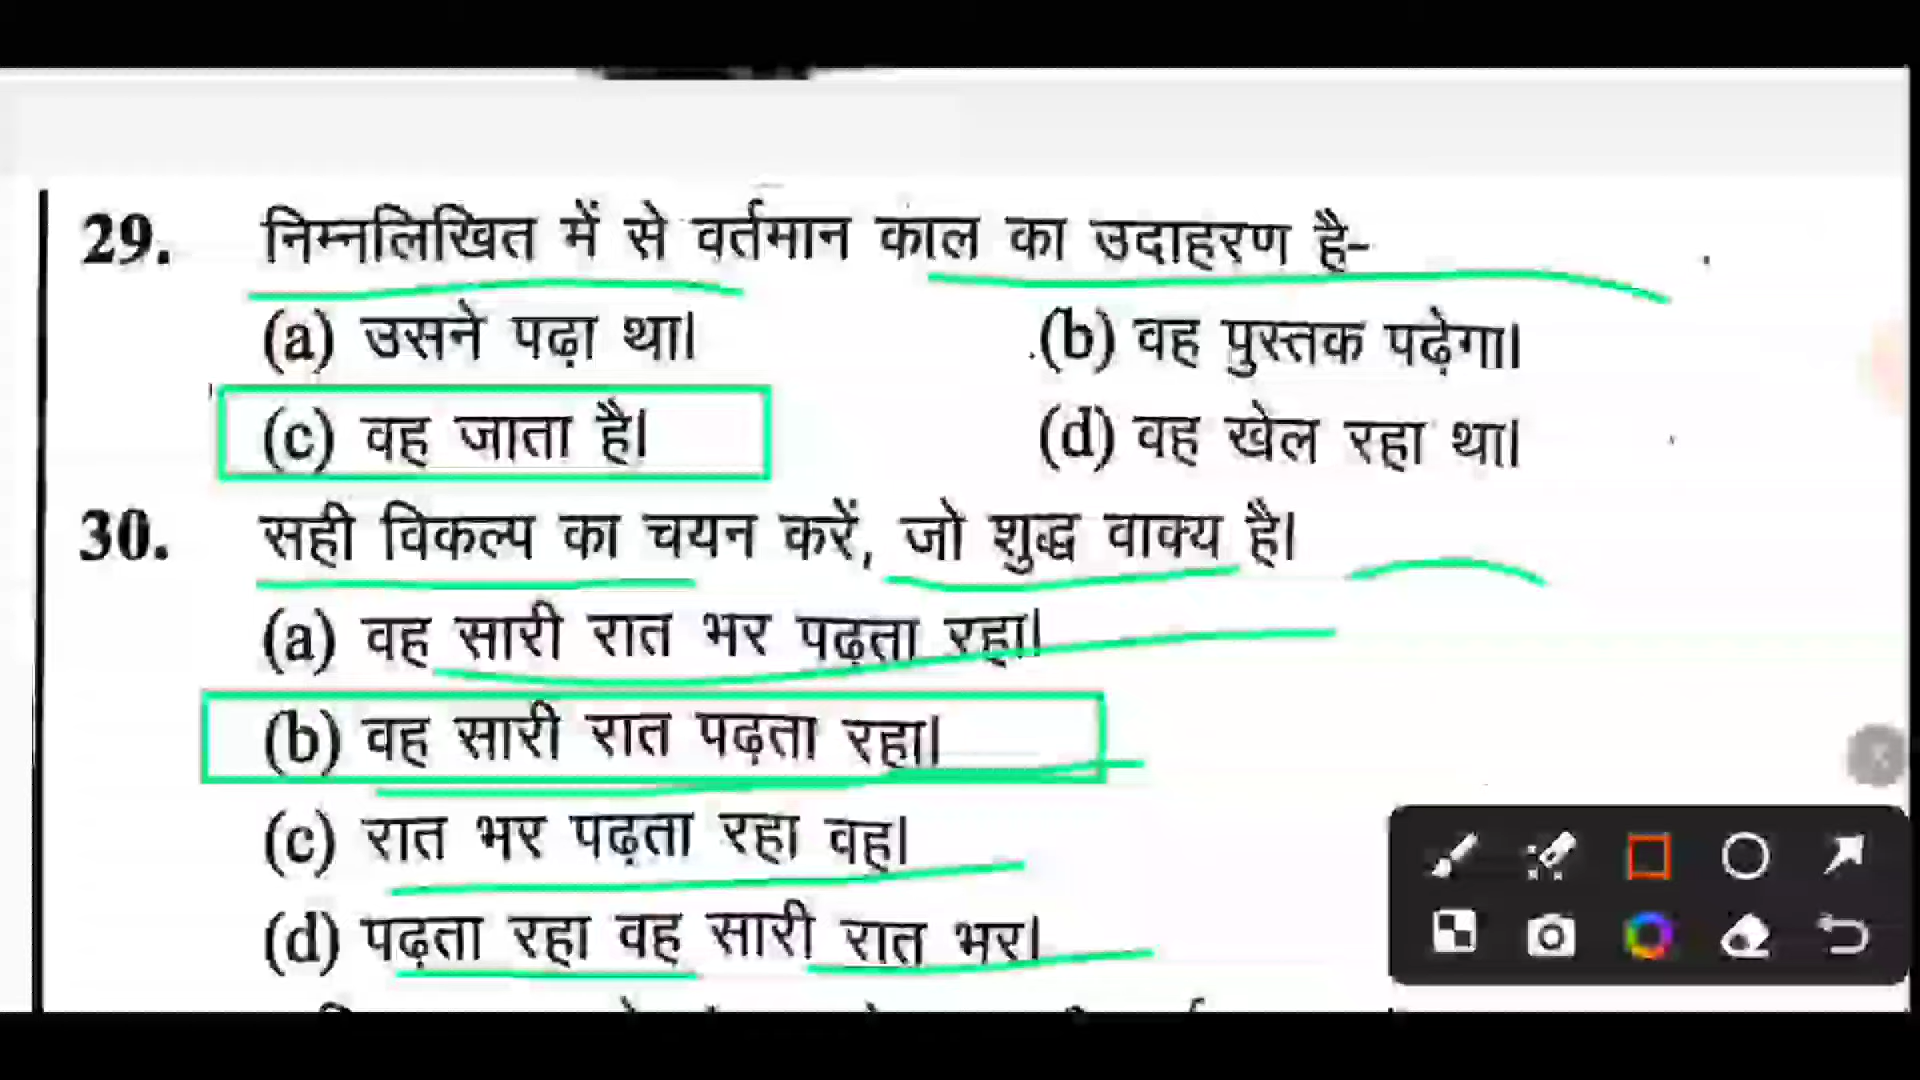 29. निम्नलिखित में से वर्तमान काल का उदाहरण है-
(a) उसने पढ़ा था। (b) वह पुस्तक पढ़ेगा।
(c) वह जाता है। (d) वह खेल रहा था।
30. सही विकल्प का चयन करें, जो शुद्ध वाक्य है।
(a) वह सारी रात भर पढ़ता रहा।
(b) वह सारी रात पढ़ता रहा।
(c) रात भर पढ़ता रहा वह।
(d) पढ़ता रहा वह सारी रात भर।